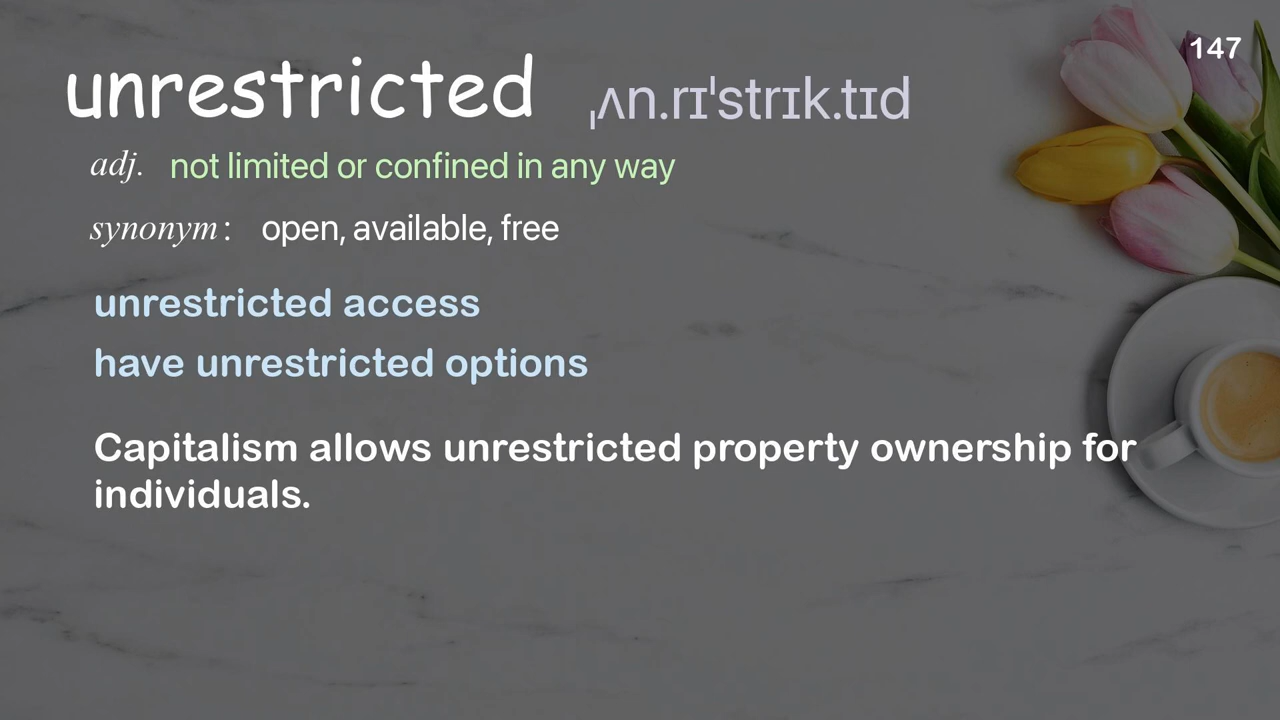 147
unrestricted ˌʌn.rɪˈstrɪk.tɪd
adj. not limited or confined in any way
synonym : open, available, free
unrestricted access
have unrestricted options
Capitalism allows unrestricted property ownership for
individuals.